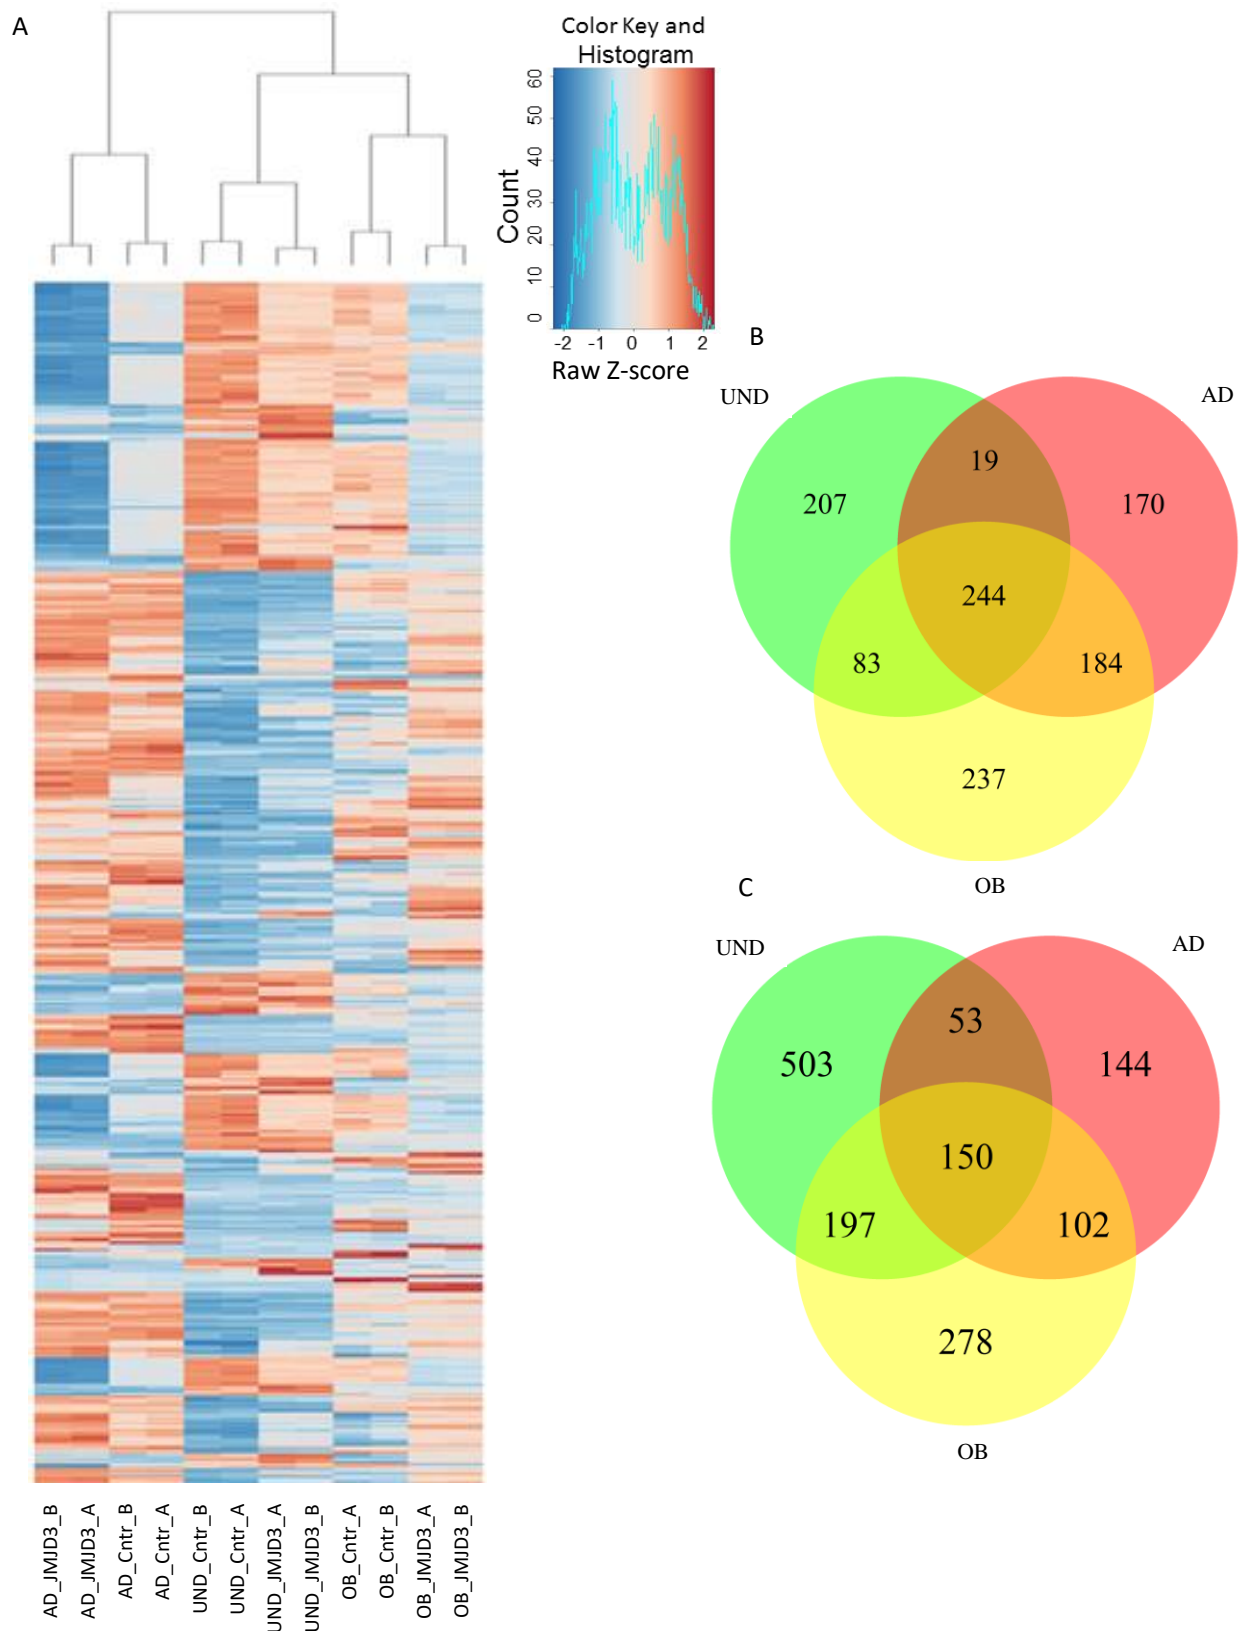 A
Color Key and
Histogram
Count
0
10
20
30
40
50
60
-2
-1
0
1
2
Raw Z-score
AD_JMJD3_B
AD_JMJD3_A
AD_Cntr_B
AD_Cntr_A
UND_Cntr_B
UND_Cntr_A
UND_JMJD3_A
UND_JMJD3_B
OB_Cntr_A
OB_Cntr_B
OB_JMJD3_A
OB_JMJD3_B
B
UND
AD
19
207
170
244
83
184
237
OB
C
UND
AD
53
503
144
150
197
102
278
OB